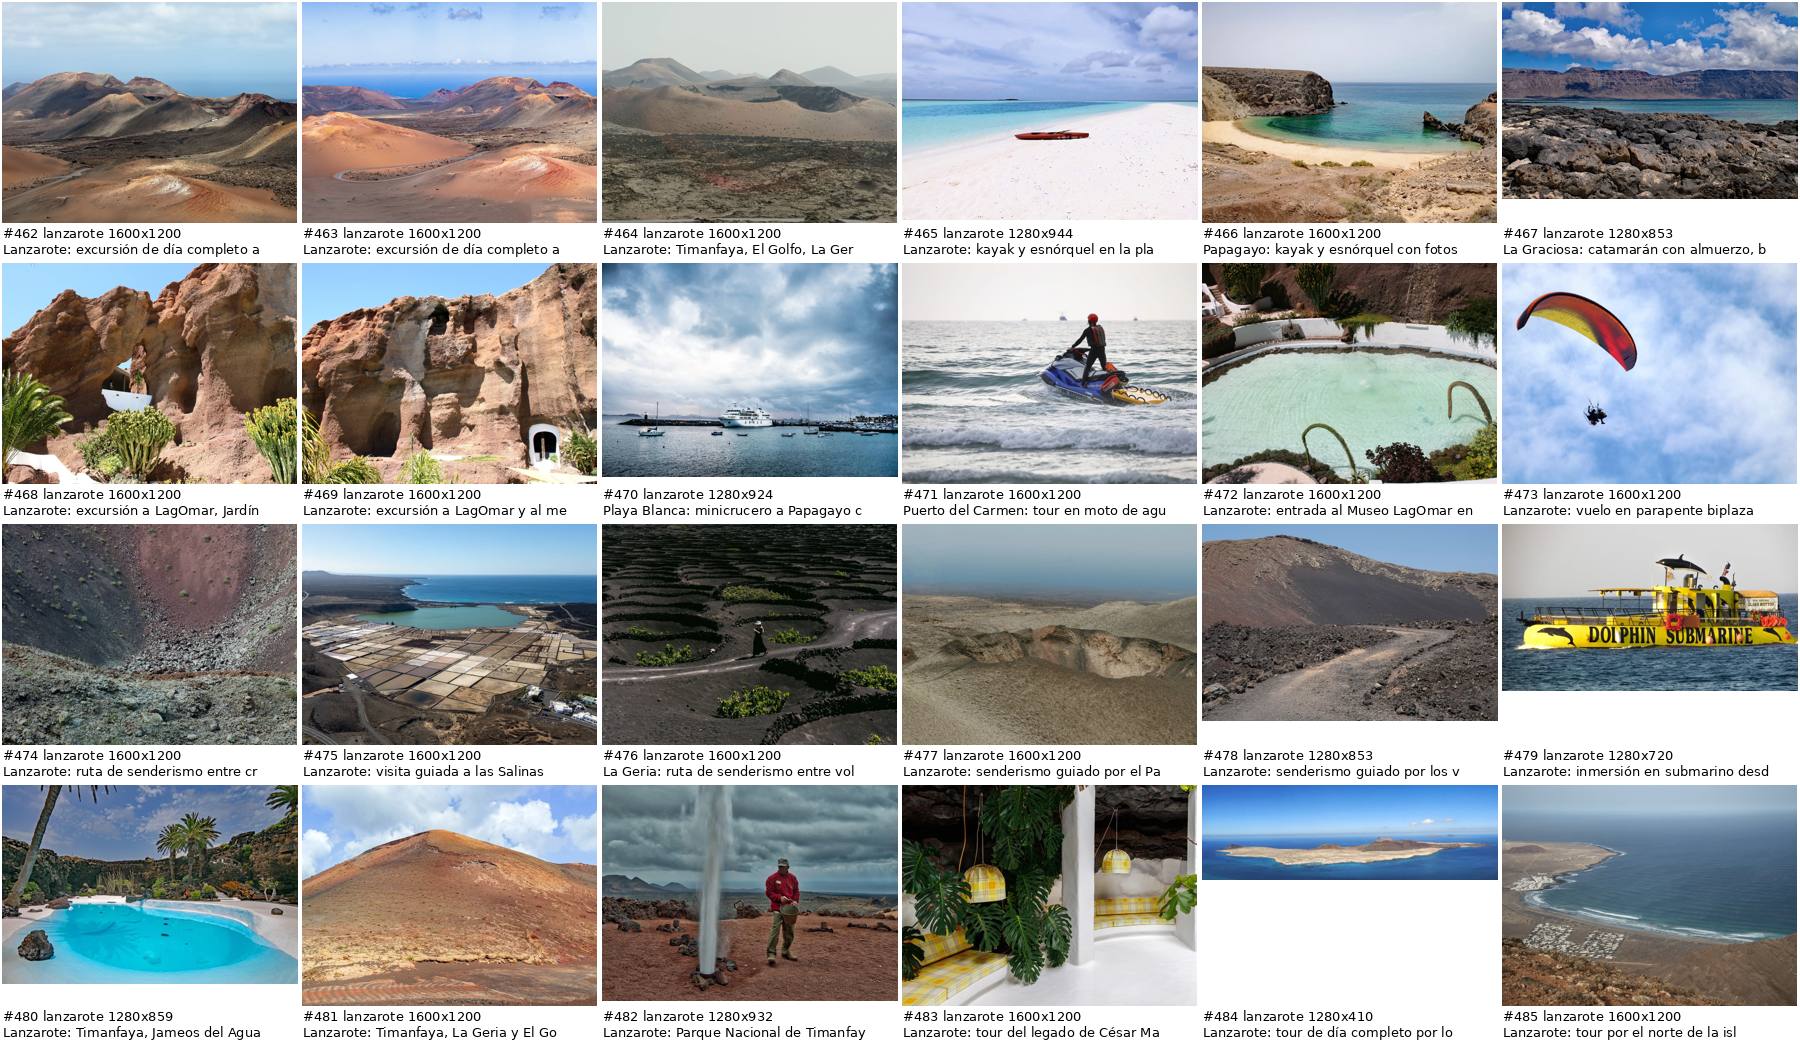 #462 lanzarote 1600x1200
Lanzarote: excursión de día completo a
#463 lanzarote 1600x1200
Lanzarote: excursión de día completo a
#464 lanzarote 1600x1200
Lanzarote: Timanfaya, El Golfo, La Ger
#465 lanzarote 1280x944
Lanzarote: kayak y esnórquel en la pla
#466 lanzarote 1600x1200
Papagayo: kayak y esnórquel con fotos
#467 lanzarote 1280x853
La Graciosa: catamarán con almuerzo, b
#468 lanzarote 1600x1200
Lanzarote: excursión a LagOmar, Jardín
#469 lanzarote 1600x1200
Lanzarote: excursión a LagOmar y al me
#470 lanzarote 1280x924
Playa Blanca: minicrucero a Papagayo c
#471 lanzarote 1600x1200
Puerto del Carmen: tour en moto de agu
#472 lanzarote 1600x1200
Lanzarote: entrada al Museo LagOmar en
#473 lanzarote 1600x1200
Lanzarote: vuelo en parapente biplaza
#474 lanzarote 1600x1200
Lanzarote: ruta de senderismo entre cr
#475 lanzarote 1600x1200
Lanzarote: visita guiada a las Salinas
#476 lanzarote 1600x1200
La Geria: ruta de senderismo entre vol
#477 lanzarote 1600x1200
Lanzarote: senderismo guiado por el Pa
#478 lanzarote 1280x853
Lanzarote: senderismo guiado por los v
DOLPHIN SUBMARINE
#479 lanzarote 1280x720
Lanzarote: inmersión en submarino desd
#480 lanzarote 1280x859
Lanzarote: Timanfaya, Jameos del Agua
#481 lanzarote 1600x1200
Lanzarote: Timanfaya, La Geria y El Go
#482 lanzarote 1280x932
Lanzarote: Parque Nacional de Timanfay
#483 lanzarote 1600x1200
Lanzarote: tour del legado de César Ma
#484 lanzarote 1280x410
Lanzarote: tour de día completo por lo
#485 lanzarote 1600x1200
Lanzarote: tour por el norte de la isl